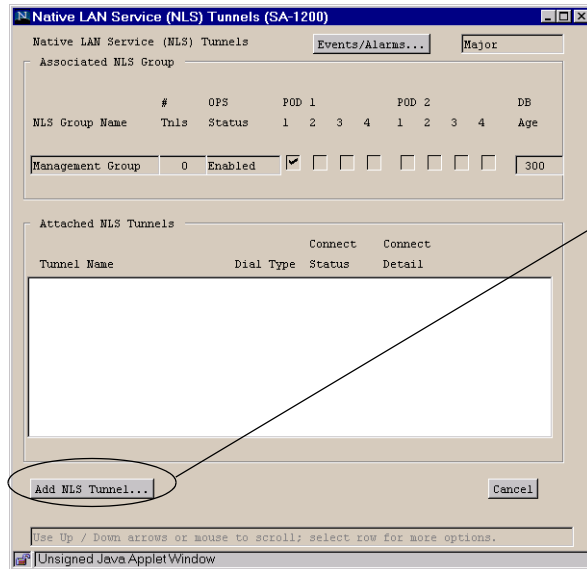 Native LAN Service (NLS) Tunnels (SA-1200)
Native LAN Service (NLS) Tunnels Events/Alarms... Major
Associated NLS Group
# OPS POD 1 POD 2 DB
NLS Group Name Tnls Status 1 2 3 4 1 2 3 4 Age
Management Group 0 Enabled 300
Attached NLS Tunnels
Connect Connect
Tunnel Name Dial Type Status Detail
Add NLS Tunnel... Cancel
Use Up / Down arrows or mouse to scroll; select row for more options.
Unsigned Java Applet Window